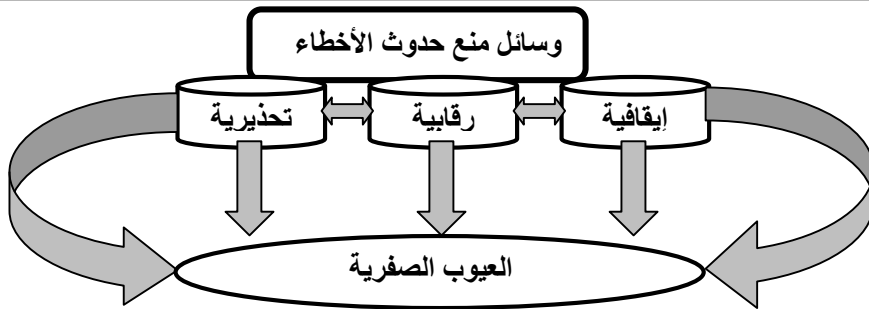 وسائل منع حدوث الأخطاء
إيقافية
رقابية
تحذيرية
العيوب الصفرية